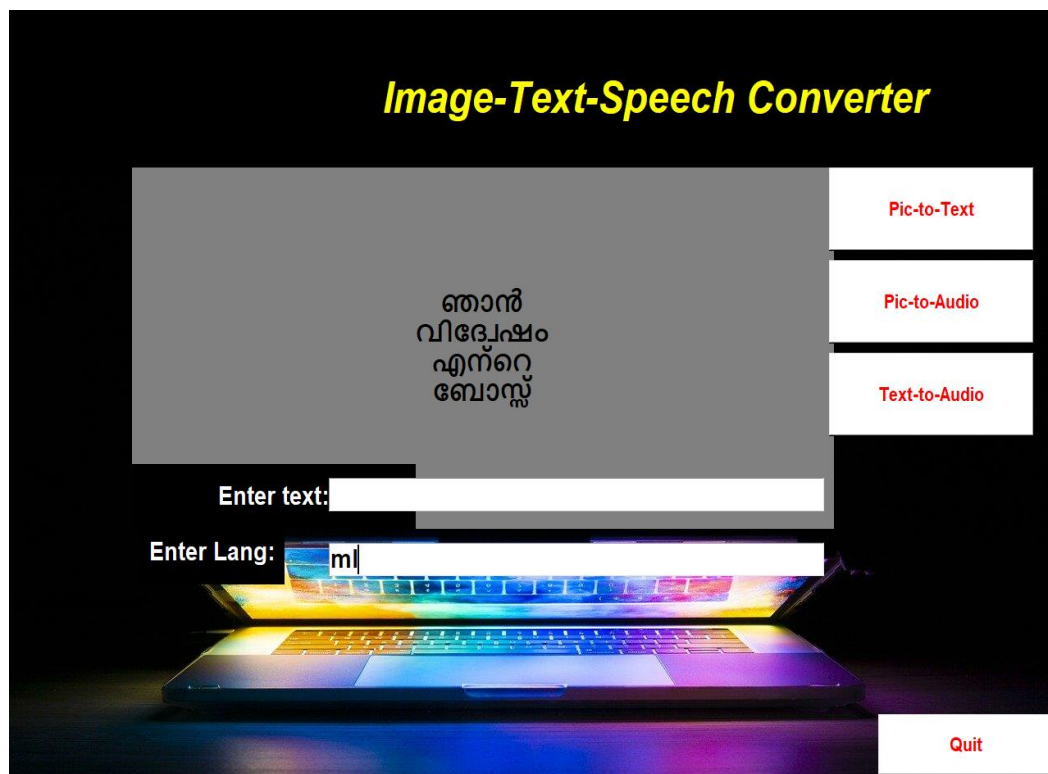 Image-Text-Speech Converter
Pic-to-Text
ഞാൻ
വിദ്വേഷം
എന്റെ
ബോസ്സ്
Pic-to-Audio
Text-to-Audio
Enter text:
Enter Lang: ml
Quit